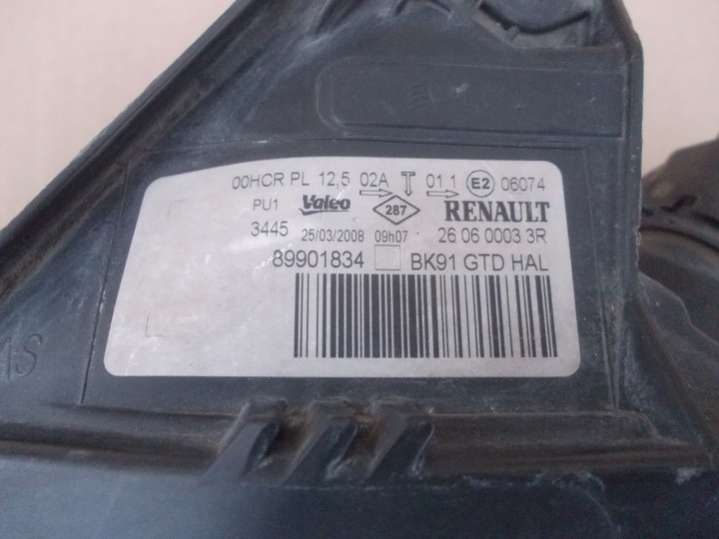 00HCR PL 12,5 02A 01,1 E2 06074
PU1 Valeo 287 RENAULT
3445 25/03/2008 09h07 26 06 0003 3R
89901834 BK91 GTD HAL